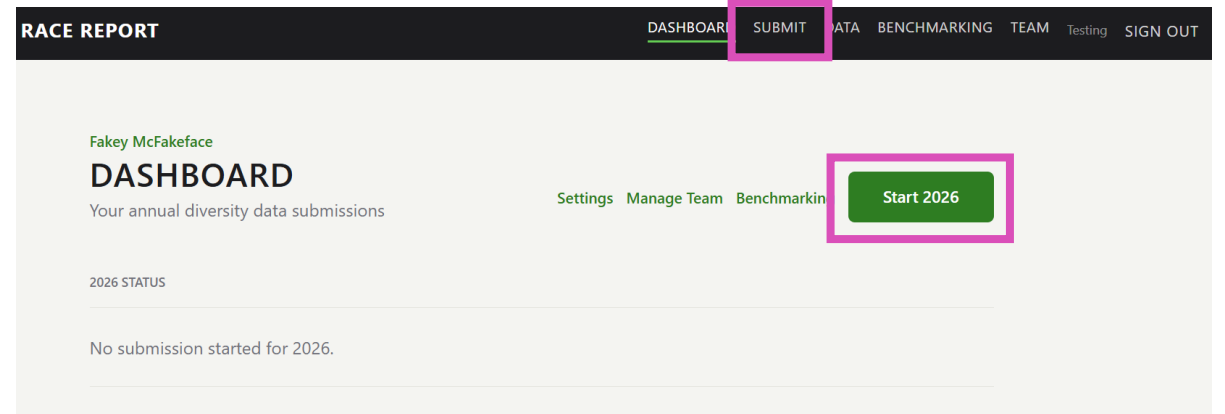 RACE REPORT
DASHBOARD SUBMIT DATA BENCHMARKING TEAM Testing SIGN OUT
Fakey McFakeface
DASHBOARD
Your annual diversity data submissions
Settings Manage Team Benchmarking Start 2026
2026 STATUS
No submission started for 2026.